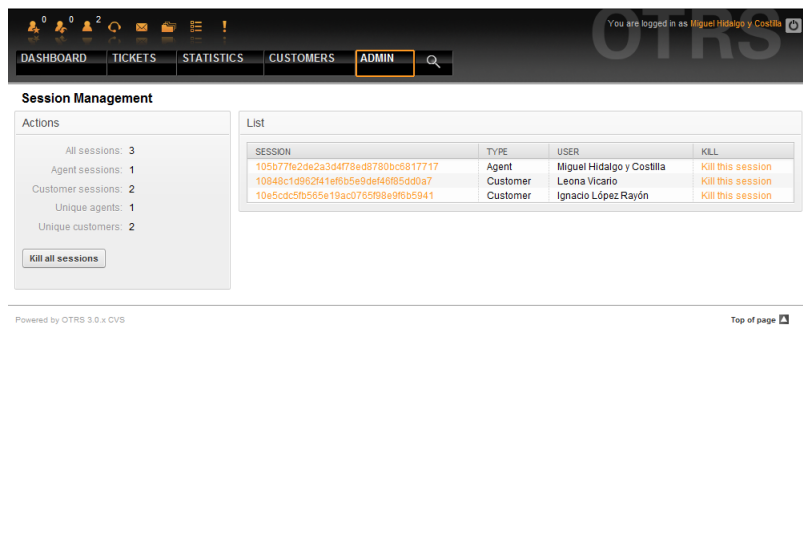 0 0 2
You are logged in as Miguel Hidalgo y Costilla
OTRS
DASHBOARD TICKETS STATISTICS CUSTOMERS ADMIN
Session Management
Actions
All sessions: 3
Agent sessions: 1
Customer sessions: 2
Unique agents: 1
Unique customers: 2
Kill all sessions
List
SESSION TYPE USER KILL
105b77fe2de2a3d4f78ed8780bc6817717 Agent Miguel Hidalgo y Costilla Kill this session
10848c1d962f41ef6b5e9def46f85dd0a7 Customer Leona Vicario Kill this session
10e5cdc5fb565e19ac0765f98e9f6b5941 Customer Ignacio López Rayón Kill this session
Powered by OTRS 3.0.x CVS
Top of page